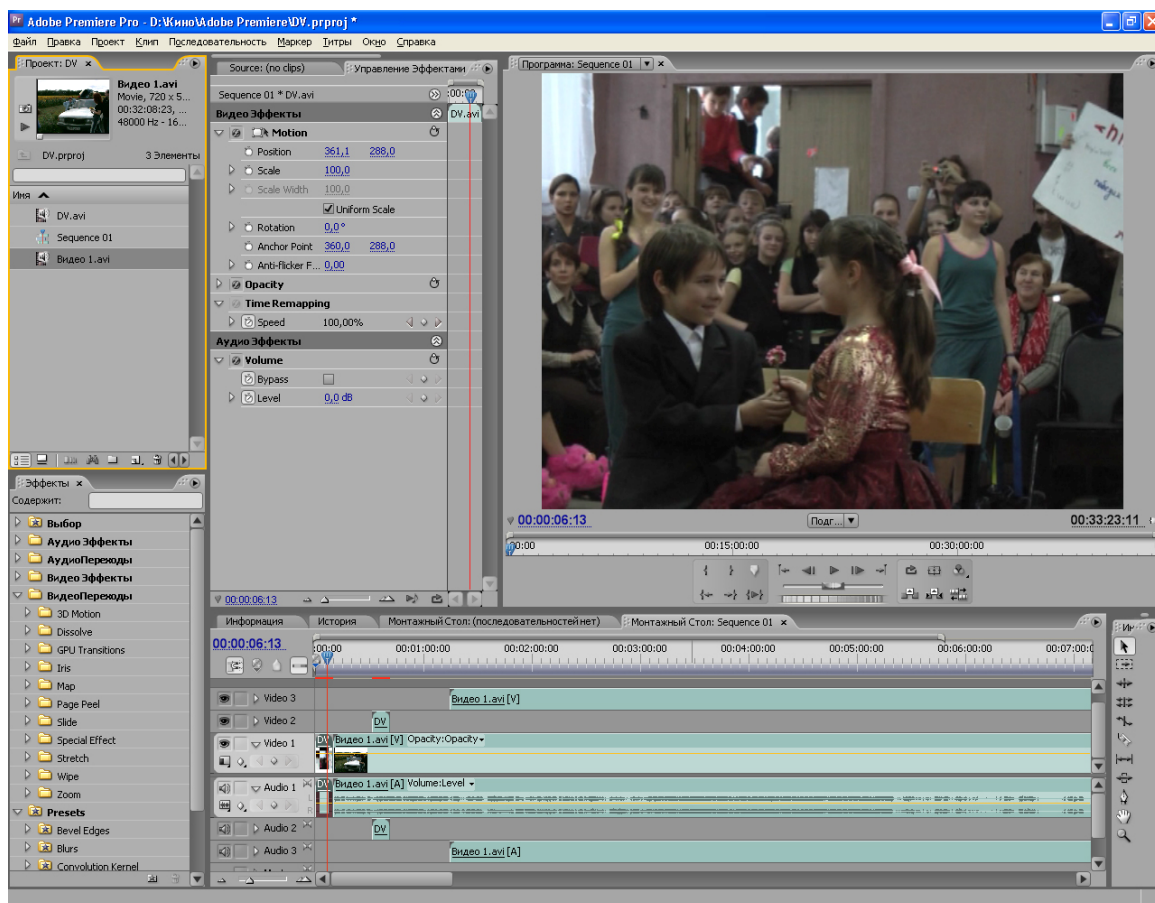 Adobe Premiere Pro - D:\Кино\Adobe Premiere\DV.prproj *
Файл Правка Проект Клип Последовательность Маркер Титры Окно Справка
Проект: DV
Видео 1.avi
Movie, 720 x 5...
00:32:08:23, ...
48000 Hz - 16...
DV.prproj 3 Элементы
Имя
DV.avi
Sequence 01
Видео 1.avi
Source: (no clips) Управление Эффектами
Sequence 01 * DV.avi
Видео Эффекты DV.avi
Motion
Position 361,1 288,0
Scale 100,0
Scale Width 100,0
Uniform Scale
Rotation 0,0°
Anchor Point 360,0 288,0
Anti-flicker F... 0,00
Opacity
Time Remapping
Speed 100,00%
Аудио Эффекты
Volume
Bypass
Level 0,0 dB
00:00:06:13
Программа: Sequence 01
00:00:06:13 Подг... 00:33:23:11
00:00 00:15:00:00 00:30:00:00
Эффекты
Содержит:
Выбор
Аудио Эффекты
АудиоПереходы
Видео Эффекты
ВидеоПереходы
3D Motion
Dissolve
GPU Transitions
Iris
Map
Page Peel
Slide
Special Effect
Stretch
Wipe
Zoom
Presets
Bevel Edges
Blurs
Convolution Kernel
Информация История Монтажный Стол: (последовательностей нет) Монтажный Стол: Sequence 01
00:00:06:13 :00:00 00:01:00:00 00:02:00:00 00:03:00:00 00:04:00:00 00:05:00:00 00:06:00:00 00:07:00:0
Video 3 Видео 1.avi [V]
Video 2 DV
Video 1 DV Видео 1.avi [V] Opacity:Opacity
Audio 1 DV Видео 1.avi [A] Volume:Level
Audio 2 DV
Audio 3 Видео 1.avi [A]